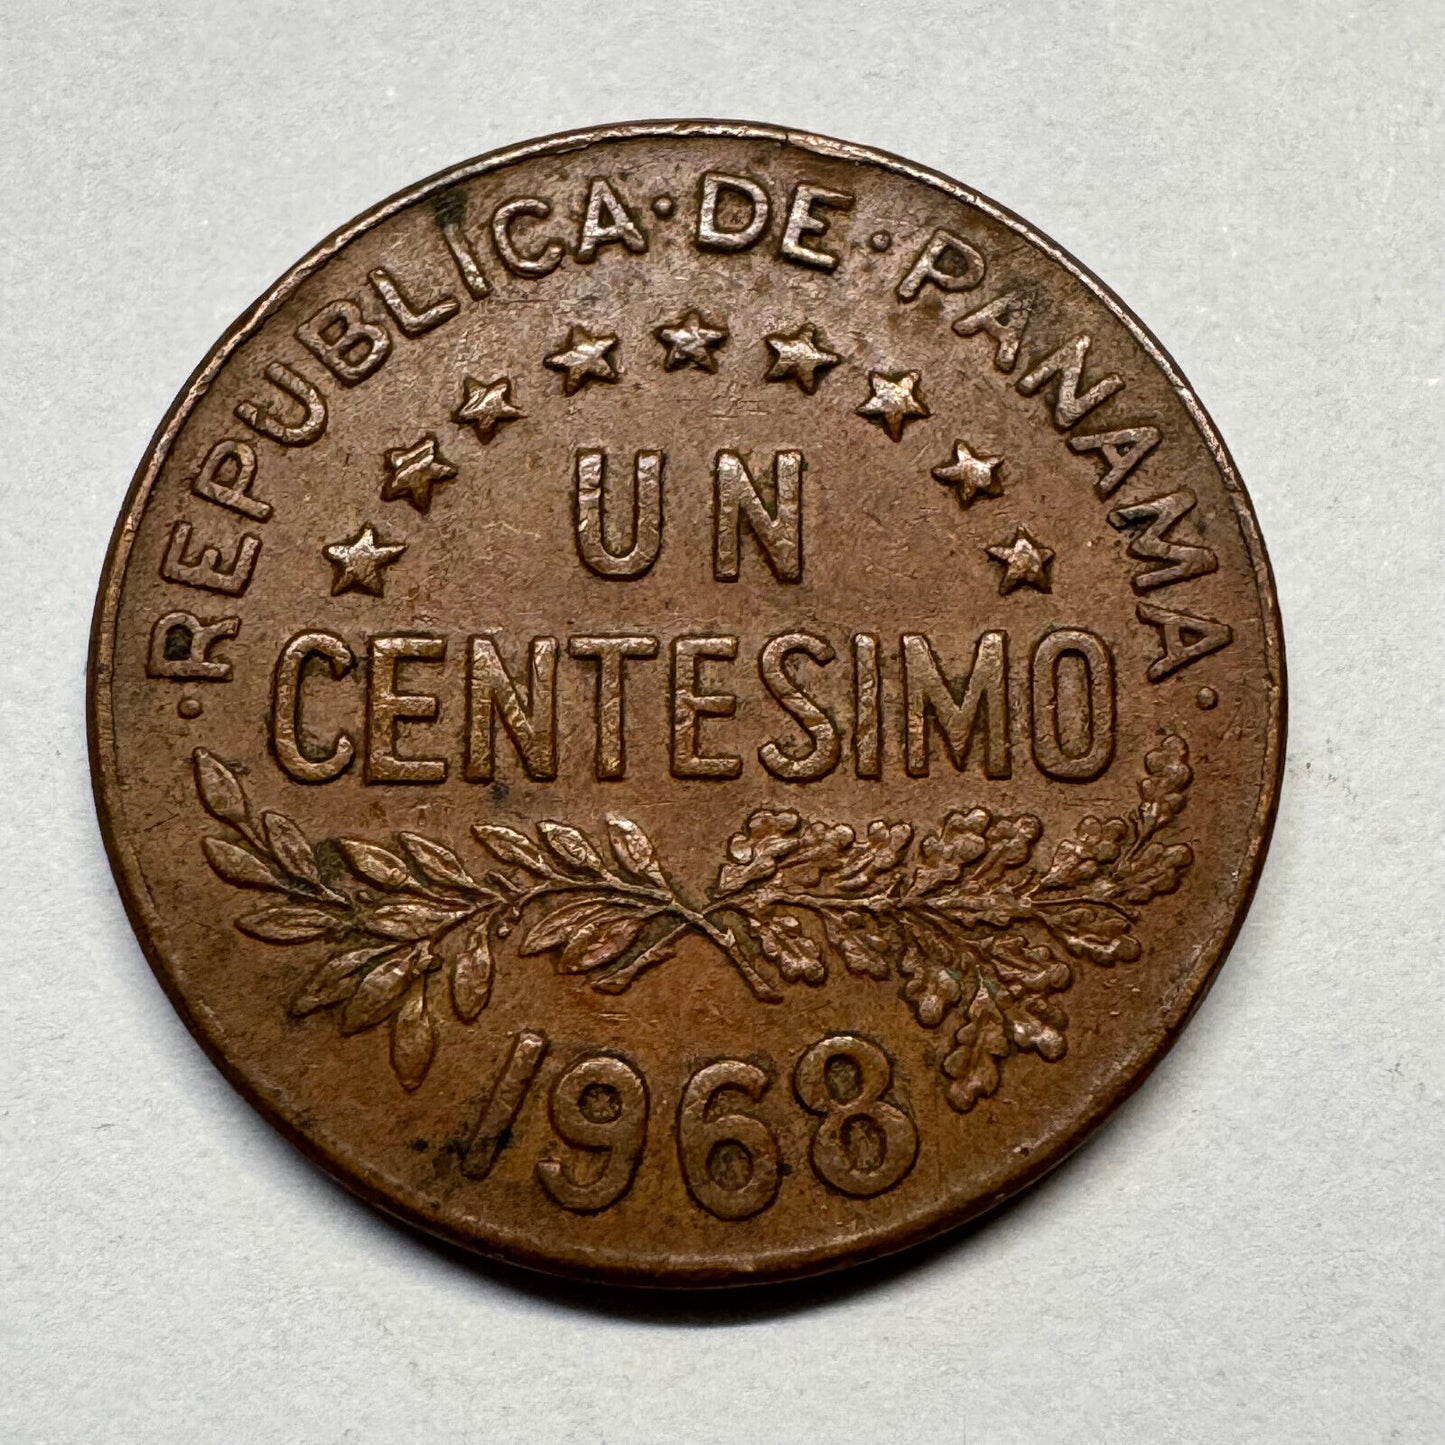 ·REPUBLICA·DE·PANAMA·
UN
CENTESIMO
1968